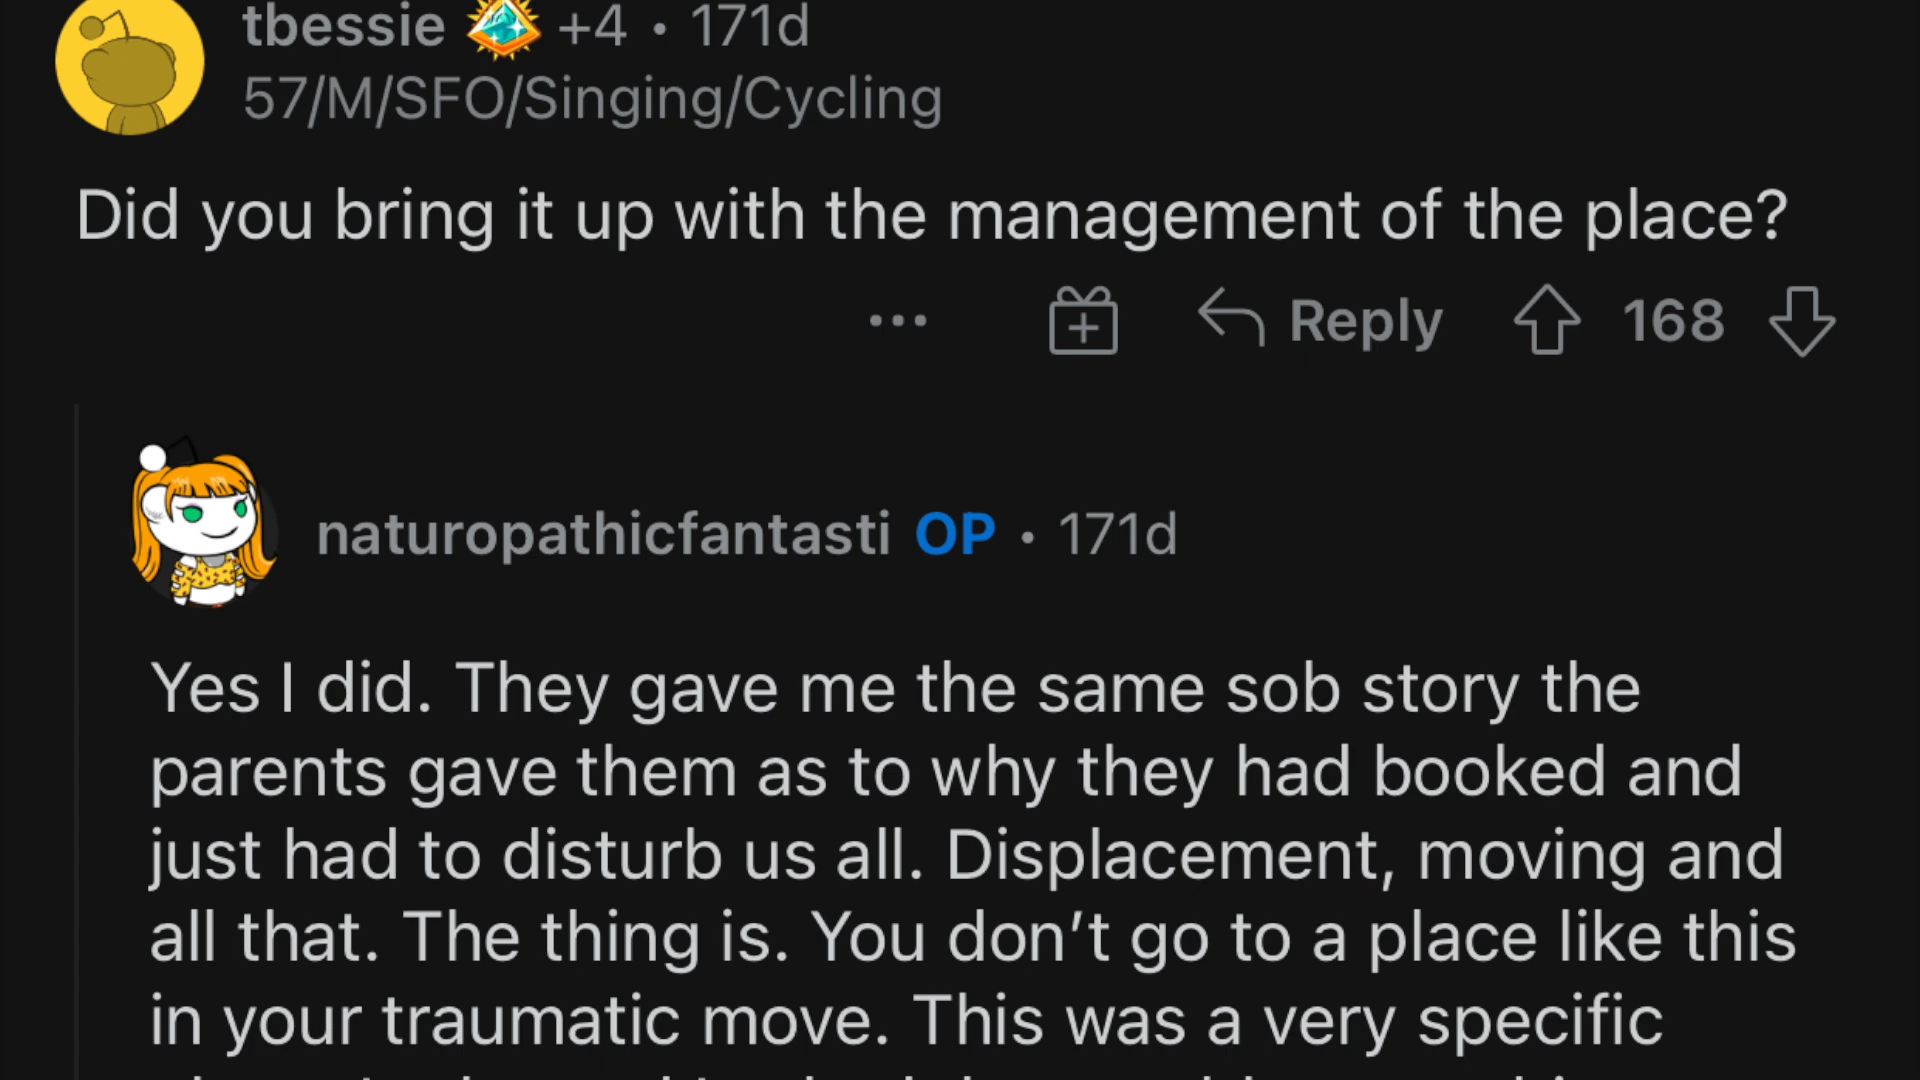 tbessie +4 • 171d
57/M/SFO/Singing/Cycling
Did you bring it up with the management of the place?
Reply 168
naturopathicfantasti OP • 171d
Yes I did. They gave me the same sob story the
parents gave them as to why they had booked and
just had to disturb us all. Displacement, moving and
all that. The thing is. You don’t go to a place like this
in your traumatic move. This was a very specific